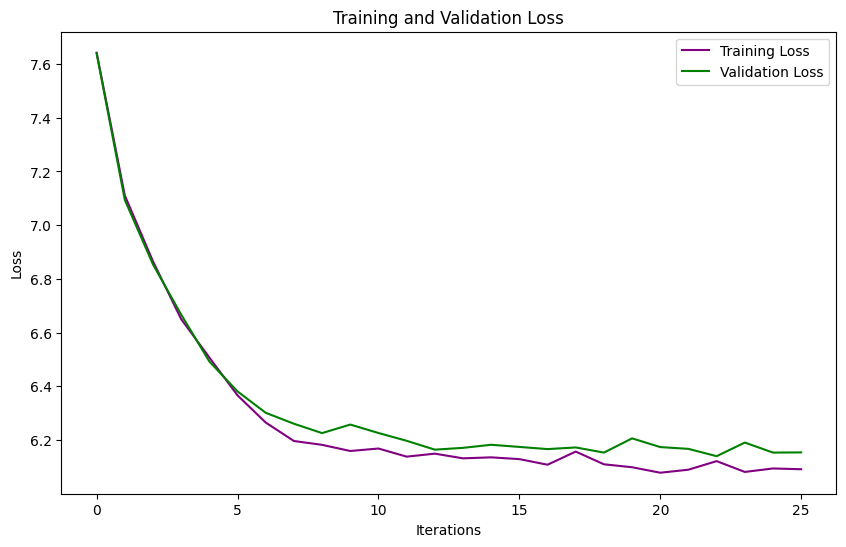 Training and Validation Loss
Training Loss
Validation Loss
7.6
7.4
7.2
7.0
6.8
6.6
6.4
6.2
Loss
0 5 10 15 20 25
Iterations